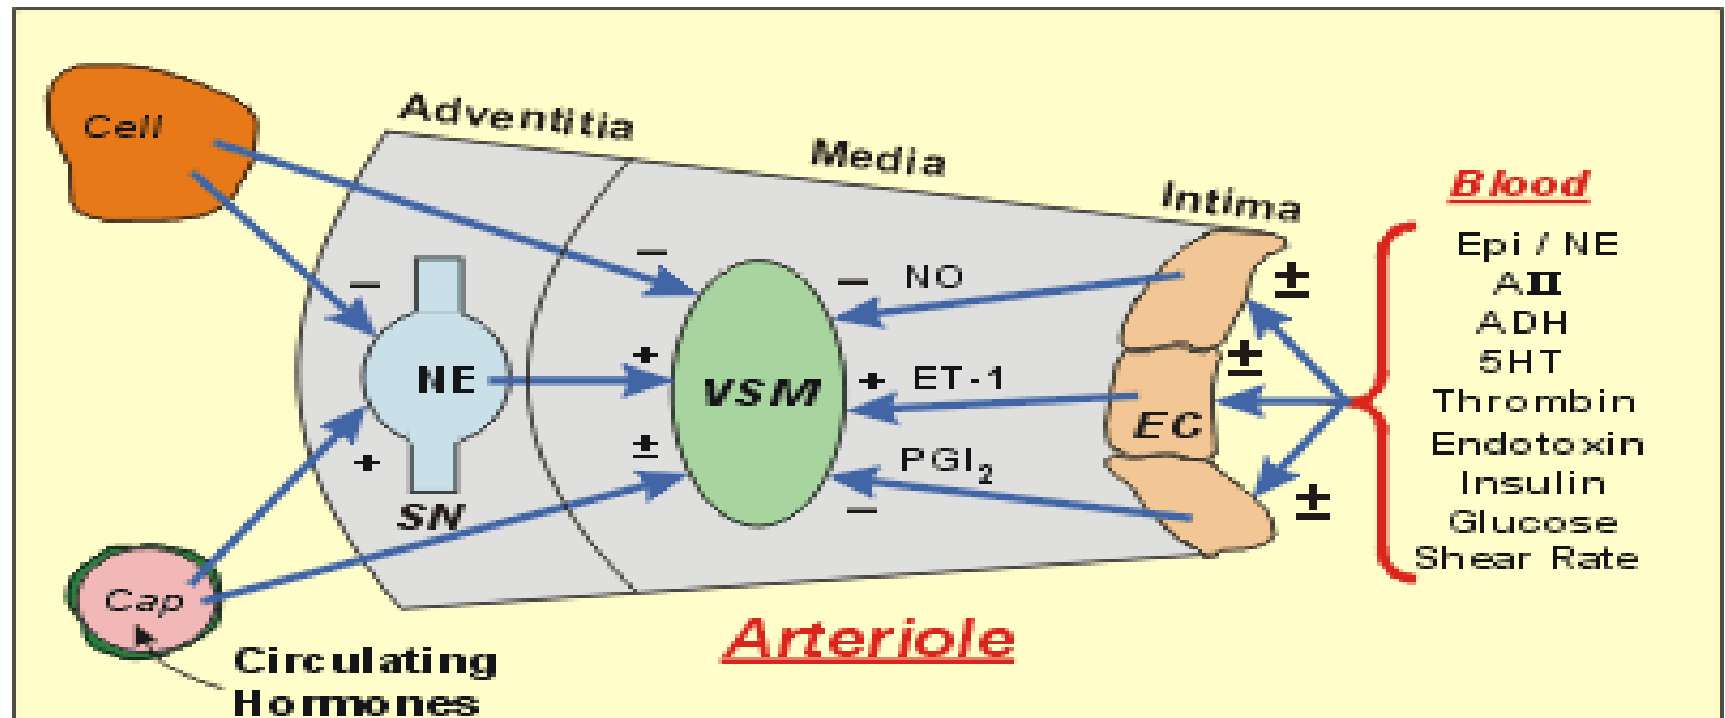 Adventitia
Media
Intima
Cell
Blood
Epi / NE
AII
ADH
5HT
Thrombin
Endotoxin
Insulin
Glucose
Shear Rate
–
–
– NO
±
+
±
NE
VSM
+ ET-1
EC
±
PGI₂
+
–
±
SN
Cap
Arteriole
Circulating
Hormones